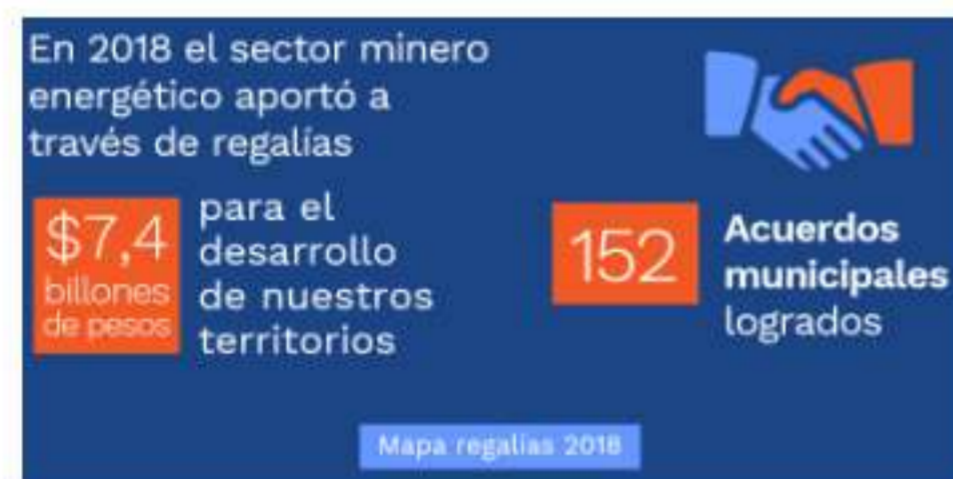 En 2018 el sector minero
energético aportó a
través de regalías
$7,4
billones
de pesos
para el
desarrollo
de nuestros
territorios
152
Acuerdos
municipales
logrados
Mapa regalías 2018